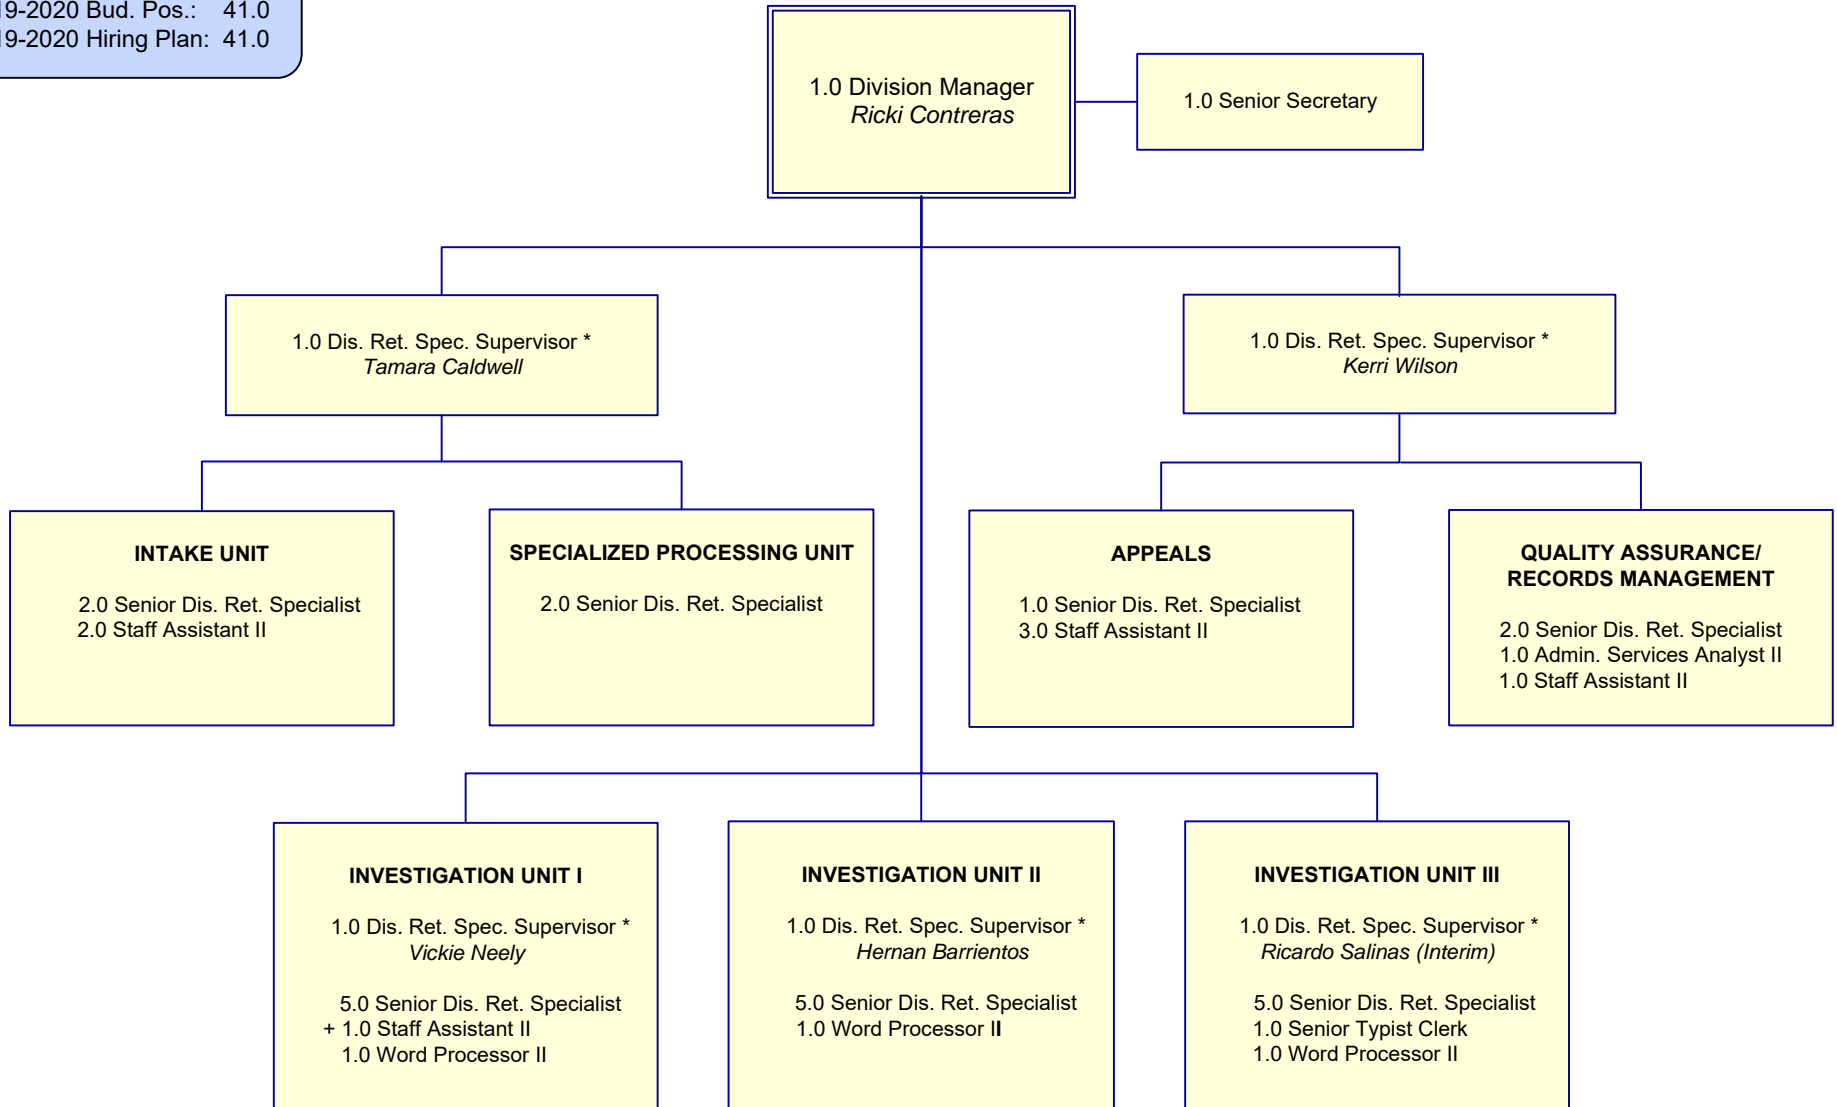 19-2020 Bud. Pos.: 41.0
19-2020 Hiring Plan: 41.0
1.0 Division Manager
Ricki Contreras
1.0 Senior Secretary
1.0 Dis. Ret. Spec. Supervisor *
Tamara Caldwell
1.0 Dis. Ret. Spec. Supervisor *
Kerri Wilson
INTAKE UNIT
2.0 Senior Dis. Ret. Specialist
2.0 Staff Assistant II
SPECIALIZED PROCESSING UNIT
2.0 Senior Dis. Ret. Specialist
APPEALS
1.0 Senior Dis. Ret. Specialist
3.0 Staff Assistant II
QUALITY ASSURANCE/
RECORDS MANAGEMENT
2.0 Senior Dis. Ret. Specialist
1.0 Admin. Services Analyst II
1.0 Staff Assistant II
INVESTIGATION UNIT I
1.0 Dis. Ret. Spec. Supervisor *
Vickie Neely
5.0 Senior Dis. Ret. Specialist
+ 1.0 Staff Assistant II
1.0 Word Processor II
INVESTIGATION UNIT II
1.0 Dis. Ret. Spec. Supervisor *
Hernan Barrientos
5.0 Senior Dis. Ret. Specialist
1.0 Word Processor II
INVESTIGATION UNIT III
1.0 Dis. Ret. Spec. Supervisor *
Ricardo Salinas (Interim)
5.0 Senior Dis. Ret. Specialist
1.0 Senior Typist Clerk
1.0 Word Processor II